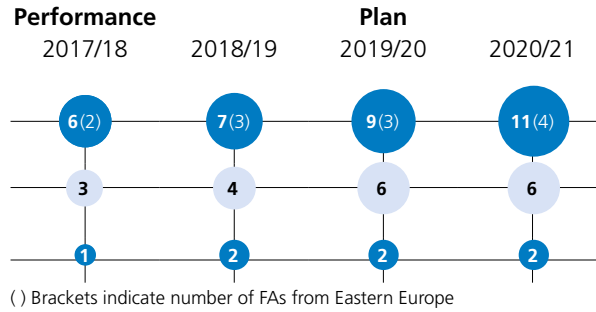 Performance Plan
2017/18 2018/19 2019/20 2020/21
6 (2) 7 (3) 9 (3) 11 (4)
3 4 6 6
1 2 2 2
( ) Brackets indicate number of FAs from Eastern Europe